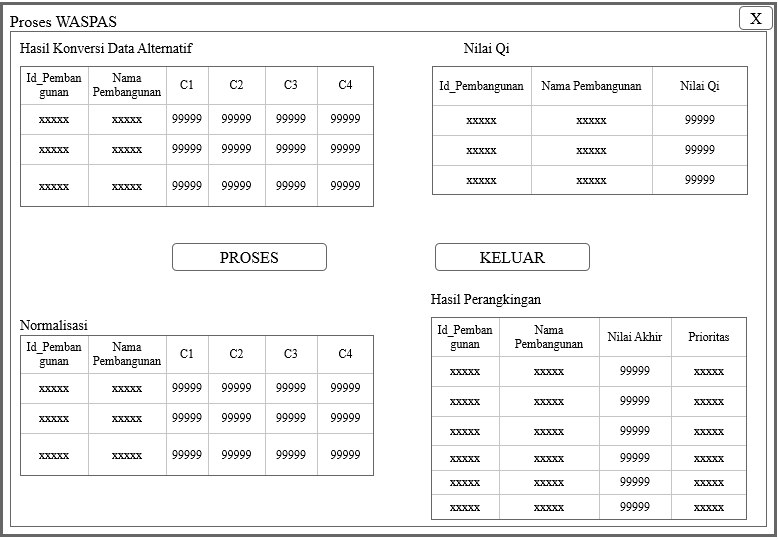 Proses WASPAS
X
Hasil Konversi Data Alternatif
Id_Pemban
gunan
Nama
Pembangunan
C1
C2
C3
C4
xxxxx xxxxx 99999 99999 99999 99999
xxxxx xxxxx 99999 99999 99999 99999
xxxxx xxxxx 99999 99999 99999 99999
Nilai Qi
Id_Pembangunan Nama Pembangunan Nilai Qi
xxxxx xxxxx 99999
xxxxx xxxxx 99999
xxxxx xxxxx 99999
PROSES
KELUAR
Normalisasi
Id_Pemban
gunan
Nama
Pembangunan
C1
C2
C3
C4
xxxxx xxxxx 99999 99999 99999 99999
xxxxx xxxxx 99999 99999 99999 99999
xxxxx xxxxx 99999 99999 99999 99999
Hasil Perangkingan
Id_Pemban
gunan
Nama
Pembangunan
Nilai Akhir
Prioritas
xxxxx xxxxx 99999 xxxxx
xxxxx xxxxx 99999 xxxxx
xxxxx xxxxx 99999 xxxxx
xxxxx xxxxx 99999 xxxxx
xxxxx xxxxx 99999 xxxxx
xxxxx xxxxx 99999 xxxxx